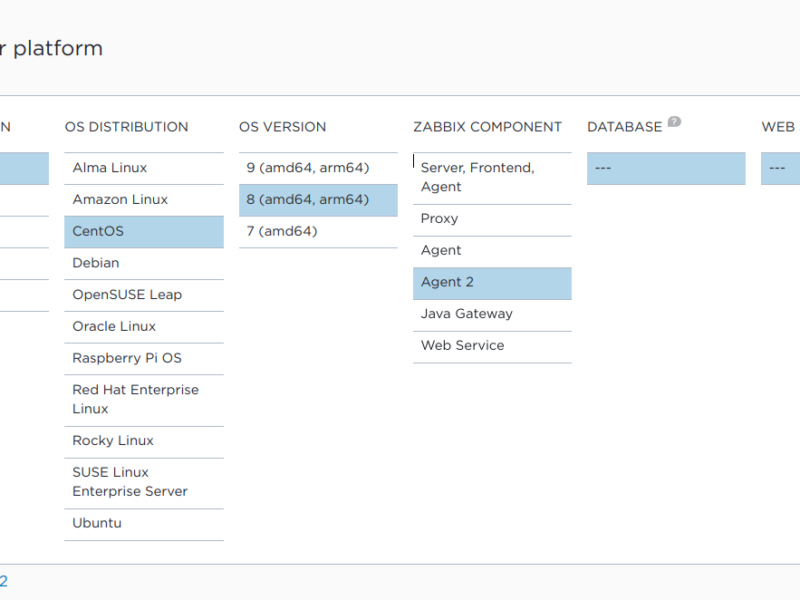 r platform
N
OS DISTRIBUTION
OS VERSION
ZABBIX COMPONENT
DATABASE ?
WEB
Alma Linux
Amazon Linux
CentOS
Debian
OpenSUSE Leap
Oracle Linux
Raspberry Pi OS
Red Hat Enterprise
Linux
Rocky Linux
SUSE Linux
Enterprise Server
Ubuntu
9 (amd64, arm64)
8 (amd64, arm64)
7 (amd64)
Server, Frontend,
Agent
Proxy
Agent
Agent 2
Java Gateway
Web Service
---
---
2